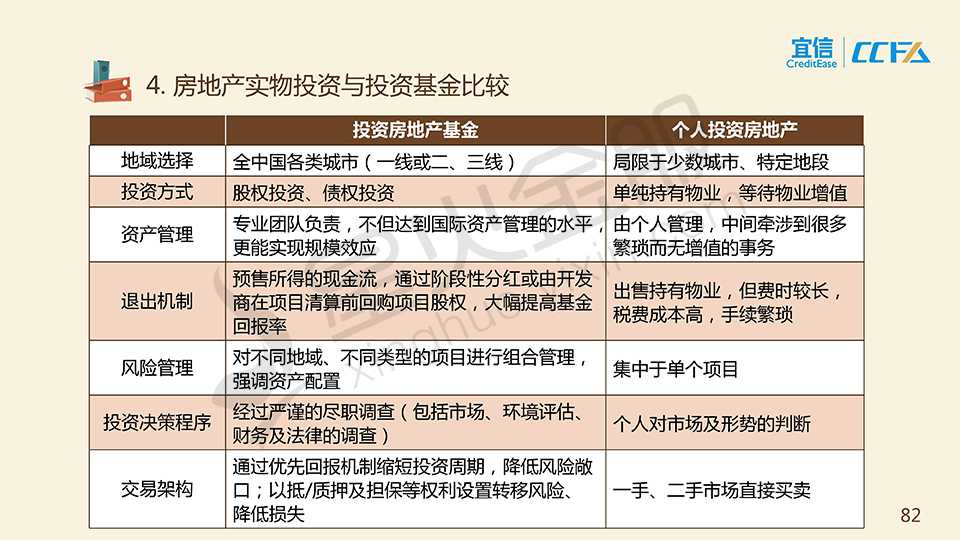 宜信
CreditEase
CCFA
4. 房地产实物投资与投资基金比较
投资房地产基金
个人投资房地产
地域选择
全中国各类城市（一线或二、三线）
局限于少数城市、特定地段
投资方式
股权投资、债权投资
单纯持有物业，等待物业增值
资产管理
专业团队负责，不但达到国际资产管理的水平，
更能实现规模效应
由个人管理，中间牵涉到很多
繁琐而无增值的事务
退出机制
预售所得的现金流，通过阶段性分红或由开发
商在项目清算前回购项目股权，大幅提高基金
回报率
出售持有物业，但费时较长，
税费成本高，手续繁琐
风险管理
对不同地域、不同类型的项目进行组合管理，
强调资产配置
集中于单个项目
投资决策程序
经过严谨的尽职调查（包括市场、环境评估、
财务及法律的调查）
个人对市场及形势的判断
交易架构
通过优先回报机制缩短投资周期，降低风险敞
口；以抵/质押及担保等权利设置转移风险、
降低损失
一手、二手市场直接买卖
82